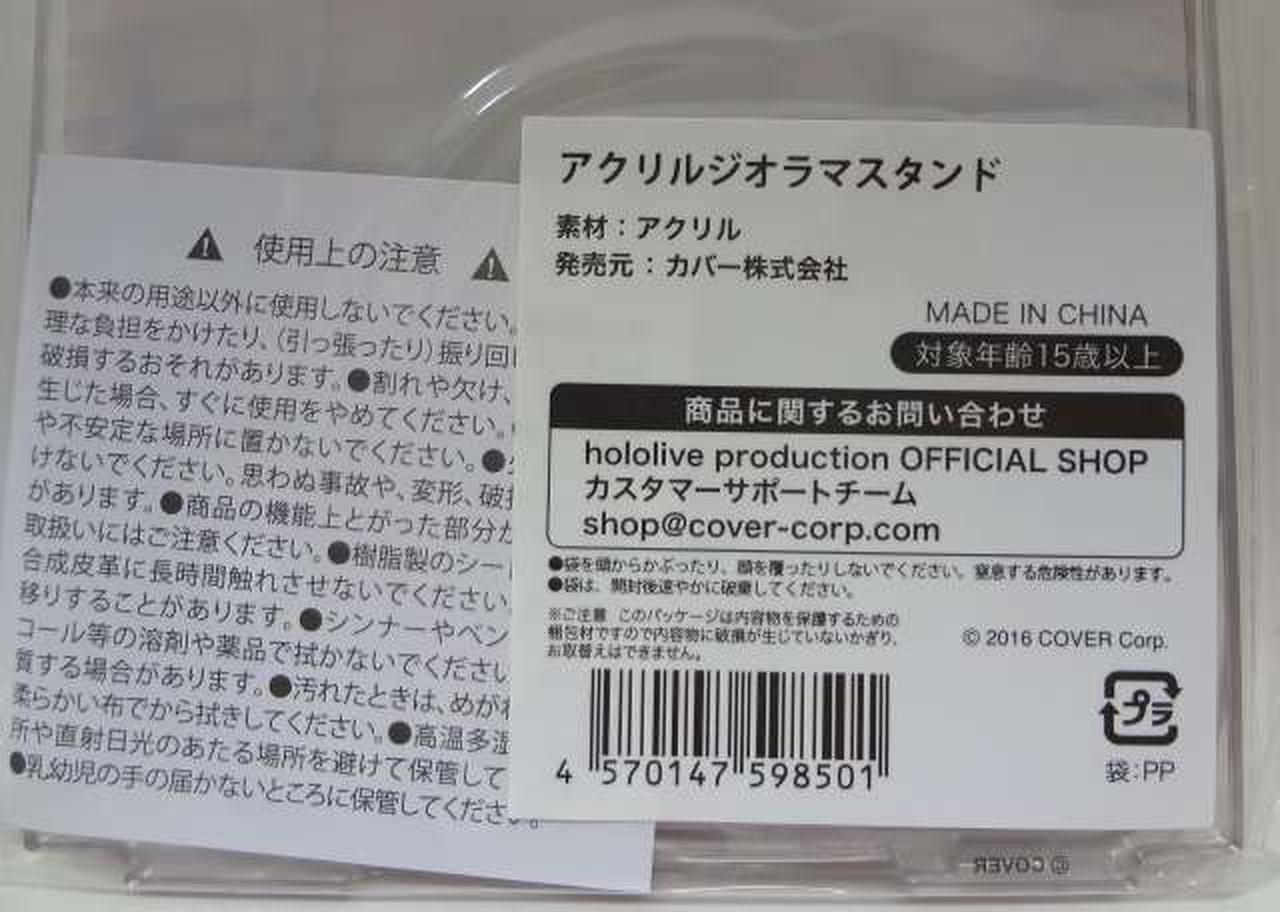 使用上の注意
●本来の用途以外に使用しないでください。
理な負担をかけたり、(引っ張ったり)振り回
破損するおそれがあります。●割れや欠け、
生じた場合、すぐに使用をやめてください。
や不安定な場所に置かないでください。●
けないでください。思わぬ事故や、変形、破
があります。●商品の機能上とがった部分が
取扱いにはご注意ください。●樹脂製のシー
合成皮革に長時間触れさせないでください
移りすることがあります。●シンナーやベン
コール等の溶剤や薬品で拭かないでください
質する場合があります。●汚れたときは、めがね
柔らかい布でから拭きしてください。●高温多湿
所や直射日光のあたる場所を避けて保管して
●乳幼児の手の届かないところに保管してください。
アクリルジオラマスタンド
素材：アクリル
発売元：カバー株式会社
MADE IN CHINA
対象年齢15歳以上
商品に関するお問い合わせ
hololive production OFFICIAL SHOP
カスタマーサポートチーム
shop@cover-corp.com
●袋を頭からかぶったり、顔を覆ったりしないでください。窒息する危険性があります。
●袋は、開封後速やかに破棄してください。
※ご注意 このパッケージは内容物を保護するための
梱包材ですので内容物に破損が生じていないかぎり、
お取替えはできません。
© 2016 COVER Corp.
4 570147 598501
プラ
袋:PP
© COVER